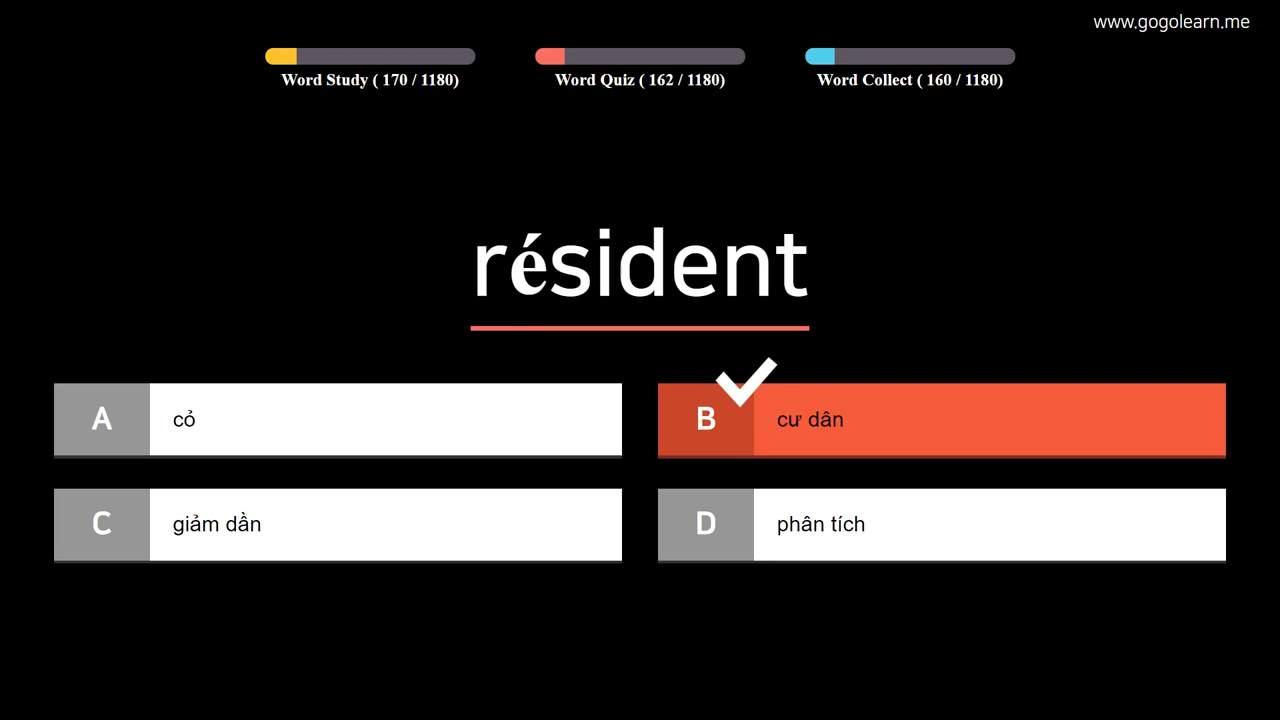 www.gogolearn.me
Word Study ( 170 / 1180)
Word Quiz ( 162 / 1180)
Word Collect ( 160 / 1180)
résident
A cỏ
B cư dân
C giảm dần
D phân tích